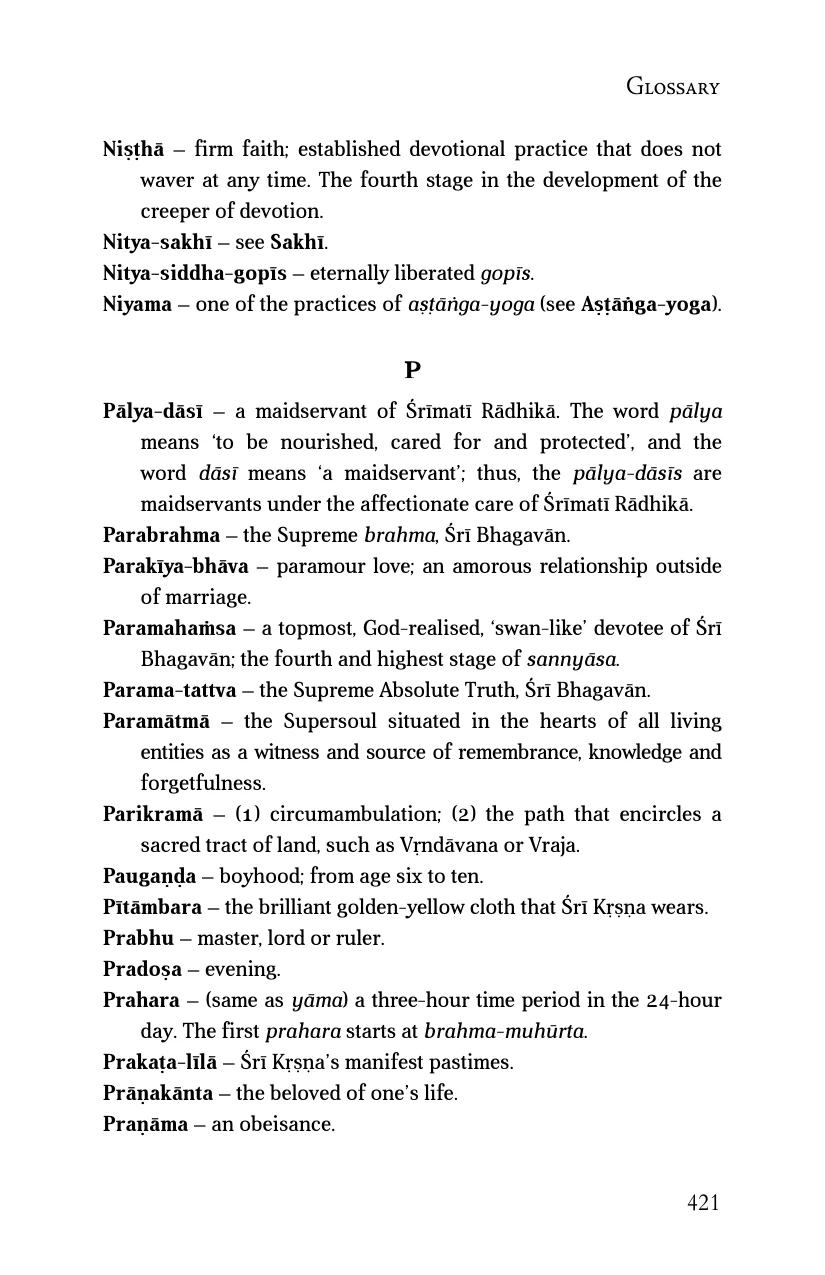 Glossary
Niṣṭhā – firm faith; established devotional practice that does not
waver at any time. The fourth stage in the development of the
creeper of devotion.
Nitya-sakhī – see Sakhī.
Nitya-siddha-gopīs – eternally liberated gopīs.
Niyama – one of the practices of aṣṭāṅga-yoga (see Aṣṭāṅga-yoga).
P
Pālya-dāsī – a maidservant of Śrīmatī Rādhikā. The word pālya
means ‘to be nourished, cared for and protected’, and the
word dāsī means ‘a maidservant’; thus, the pālya-dāsīs are
maidservants under the affectionate care of Śrīmatī Rādhikā.
Parabrahma – the Supreme brahma, Śrī Bhagavān.
Parakīya-bhāva – paramour love; an amorous relationship outside
of marriage.
Paramahaṁsa – a topmost, God-realised, ‘swan-like’ devotee of Śrī
Bhagavān; the fourth and highest stage of sannyāsa.
Parama-tattva – the Supreme Absolute Truth, Śrī Bhagavān.
Paramātmā – the Supersoul situated in the hearts of all living
entities as a witness and source of remembrance, knowledge and
forgetfulness.
Parikramā – (1) circumambulation; (2) the path that encircles a
sacred tract of land, such as Vṛndāvana or Vraja.
Paugaṇḍa – boyhood; from age six to ten.
Pītāmbara – the brilliant golden-yellow cloth that Śrī Kṛṣṇa wears.
Prabhu – master, lord or ruler.
Pradoṣa – evening.
Prahara – (same as yāma) a three-hour time period in the 24-hour
day. The first prahara starts at brahma-muhūrta.
Prakaṭa-līlā – Śrī Kṛṣṇa’s manifest pastimes.
Prāṇakānta – the beloved of one’s life.
Praṇāma – an obeisance.
421